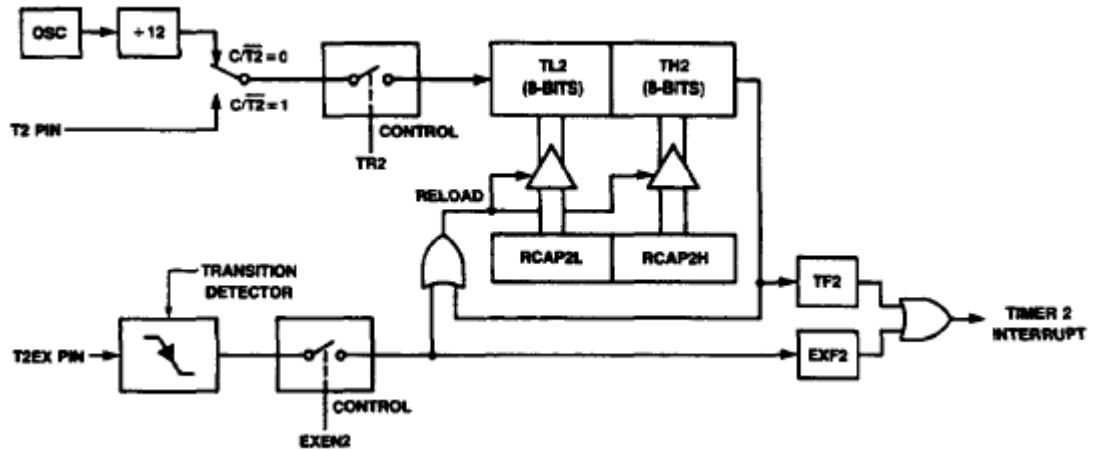 OSC
÷12
C/T2̅ = 0
C/T2̅ = 1
T2 PIN
CONTROL
TR2
TL2
(8-BITS)
TH2
(8-BITS)
RELOAD
RCAP2L
RCAP2H
TRANSITION
DETECTOR
T2EX PIN
CONTROL
EXEN2
TF2
EXF2
TIMER 2
INTERRUPT